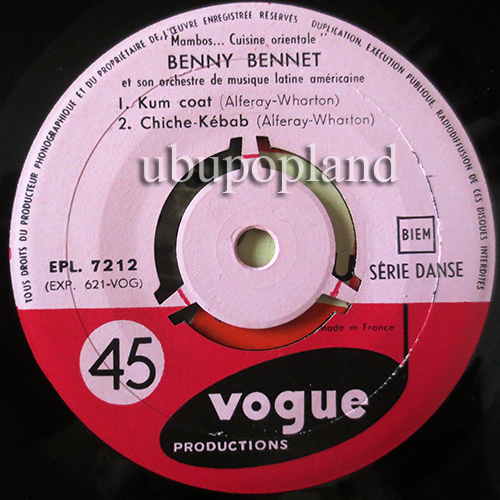 TOUS DROITS DU PRODUCTEUR PHONOGRAPHIQUE ET DU PROPRIÉTAIRE DE L'ŒUVRE ENREGISTRÉE RÉSERVÉS DUPLICATION, EXÉCUTION PUBLIQUE, RADIODIFFUSION DE CES DISQUES INTERDITES
"Mambos... Cuisine orientale"
BENNY BENNET
et son orchestre de musique latine américaine
1. Kum coat (Alferay-Wharton)
2. Chiche-Kébab (Alferay-Wharton)
ubupopland
EPL. 7212
(EXP. 621-VOG)
BIEM
SÉRIE DANSE
Made in France
45
vogue
PRODUCTIONS